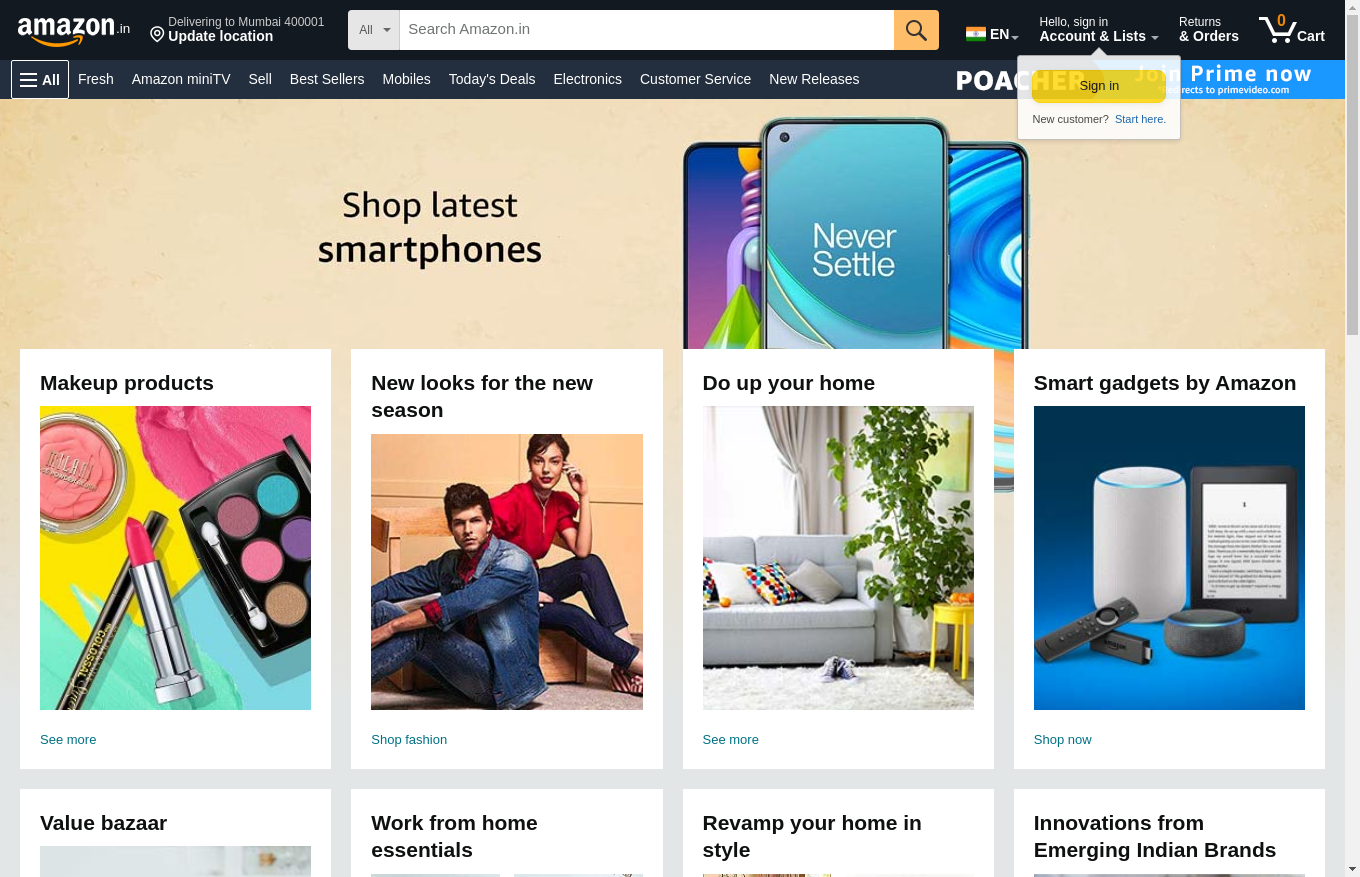 amazon.in
Delivering to Mumbai 400001
Update location
All
Search Amazon.in
EN
Hello, sign in
Account & Lists
Returns
& Orders
0
Cart
All
Fresh
Amazon miniTV
Sell
Best Sellers
Mobiles
Today's Deals
Electronics
Customer Service
New Releases
POACHER
Join Prime now
redirects to primevideo.com
Sign in
New customer? Start here.
Shop latest
smartphones
Never
Settle
Makeup products
MILANI
COLOSSAL
See more
New looks for the new
season
Shop fashion
Do up your home
See more
Smart gadgets by Amazon
amazon
kindle
Shop now
Value bazaar
Work from home
essentials
Revamp your home in
style
Innovations from
Emerging Indian Brands